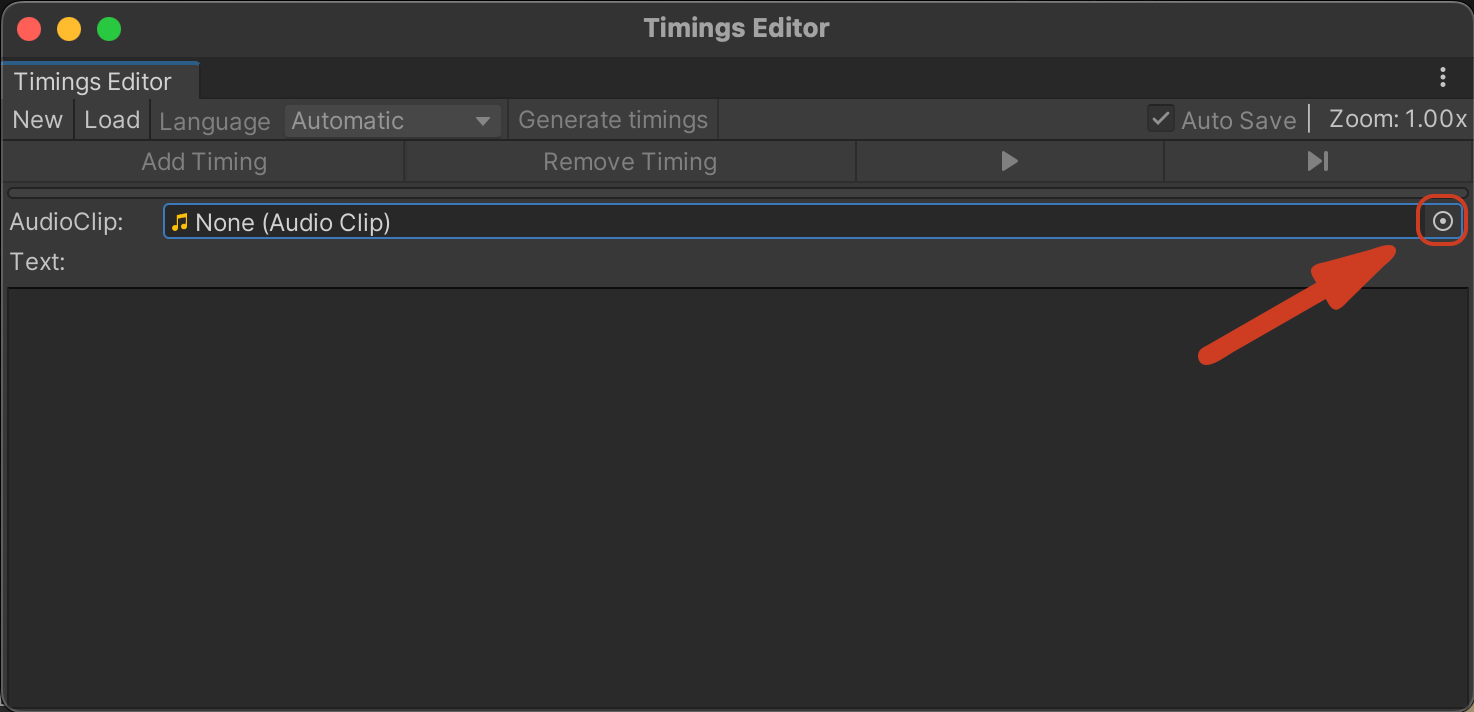 Timings Editor
Timings Editor
New Load Language Automatic Generate timings Auto Save Zoom: 1.00x
Add Timing Remove Timing
AudioClip: None (Audio Clip)
Text: